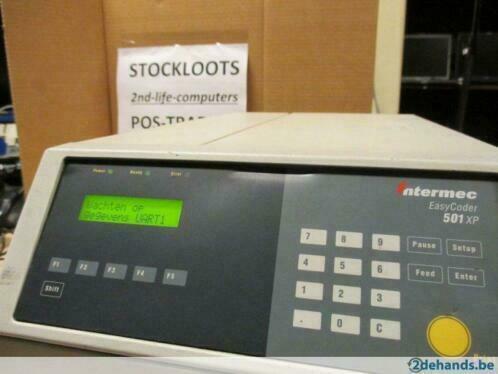 STOCKLOOTS
2nd-life-computers
Power Ready Error
Wachten op
gegevens UART1
Intermec
EasyCoder
501 XP
F1 F2 F3 F4 F5
Shift
7 8 9
4 5 6
1 2 3
. 0 C
Pause Setup
Feed Enter
2dehands.be